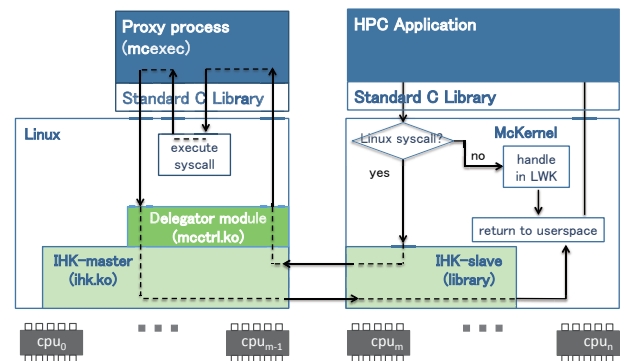 Proxy process
(mcexec)
Standard C Library
Linux
execute
syscall
Delegator module
(mcctrl.ko)
IHK-master
(ihk.ko)
HPC Application
Standard C Library
McKernel
Linux syscall?
no
yes
handle
in LWK
return to userspace
IHK-slave
(library)
cpu0
cpum-1
cpum
cpun